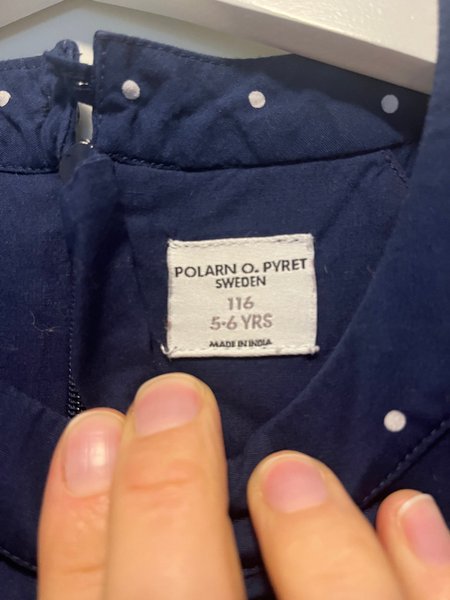 POLARN O. PYRET
SWEDEN
116
5-6 YRS
MADE IN INDIA